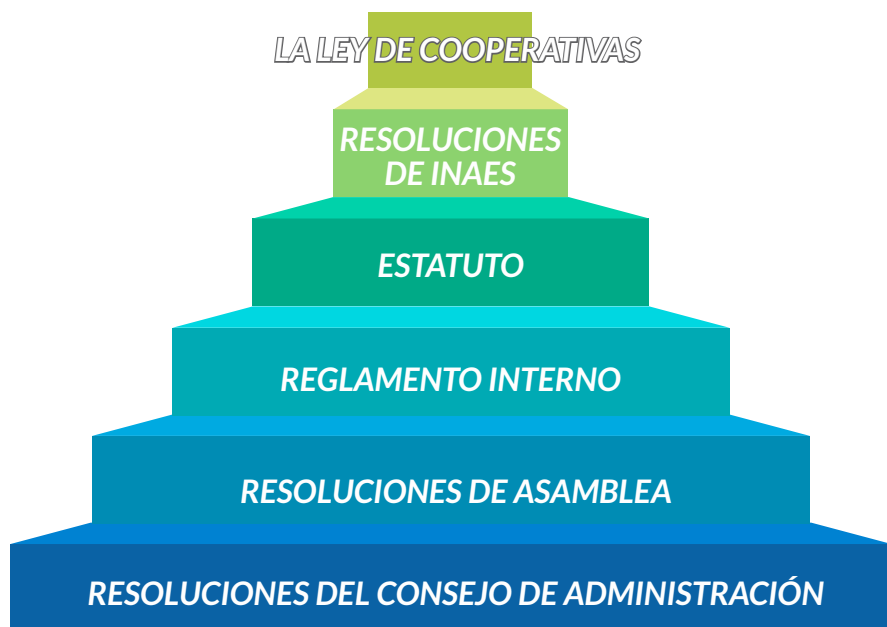 LA LEY DE COOPERATIVAS
RESOLUCIONES
DE INAES
ESTATUTO
REGLAMENTO INTERNO
RESOLUCIONES DE ASAMBLEA
RESOLUCIONES DEL CONSEJO DE ADMINISTRACIÓN